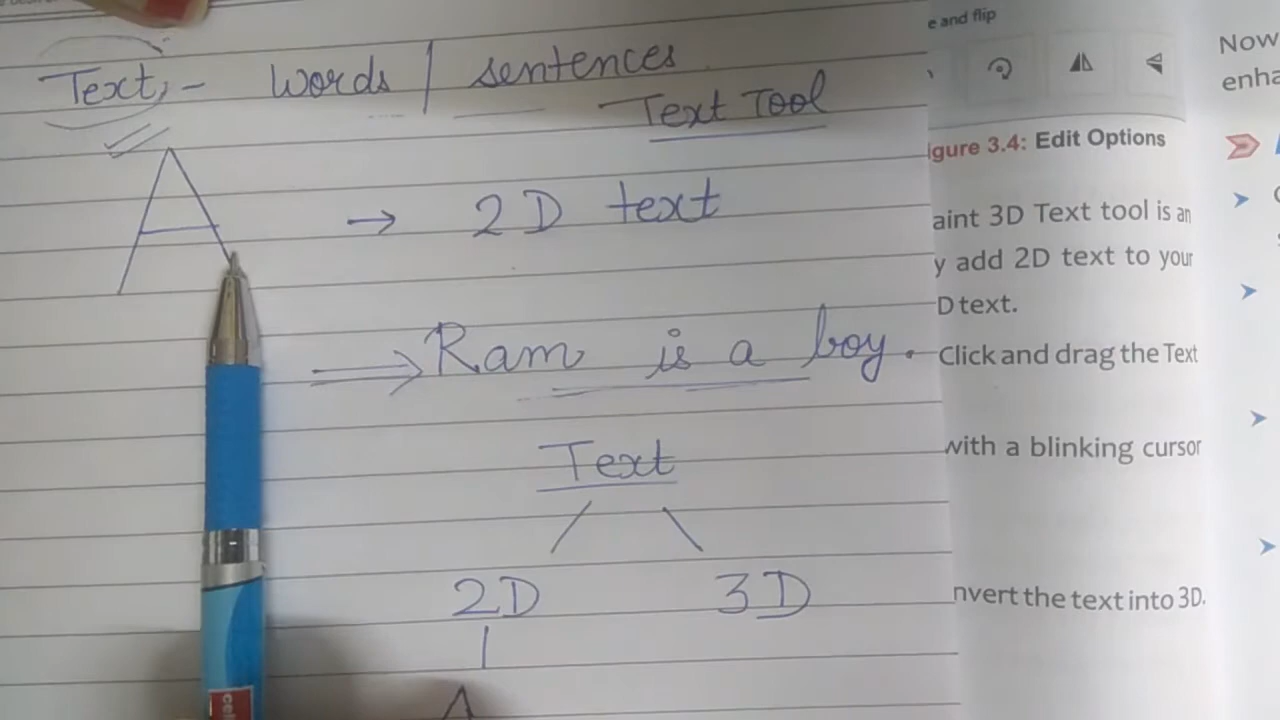 Text,- Words / sentences
Text Tool
A → 2D text
⇒ Ram is a boy.
Text
2D 3D
A
e and flip
igure 3.4: Edit Options
aint 3D Text tool is an
y add 2D text to your
D text.
Click and drag the Text
with a blinking cursor
nvert the text into 3D.
Now
enha
cel